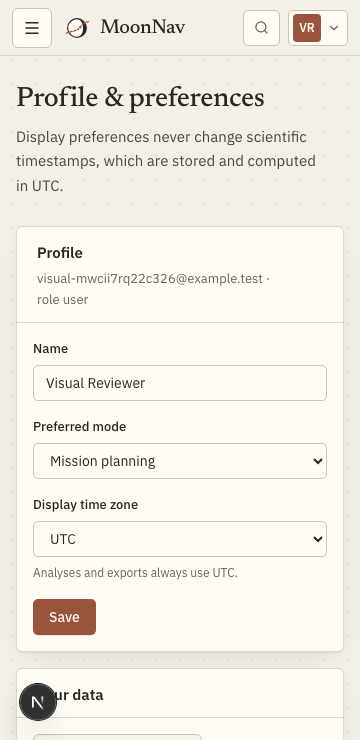 MoonNav
VR
Profile & preferences
Display preferences never change scientific
timestamps, which are stored and computed
in UTC.
Profile
visual-mwcii7rq22c326@example.test ·
role user
Name
Visual Reviewer
Preferred mode
Mission planning
Display time zone
UTC
Analyses and exports always use UTC.
Save
ur data
N